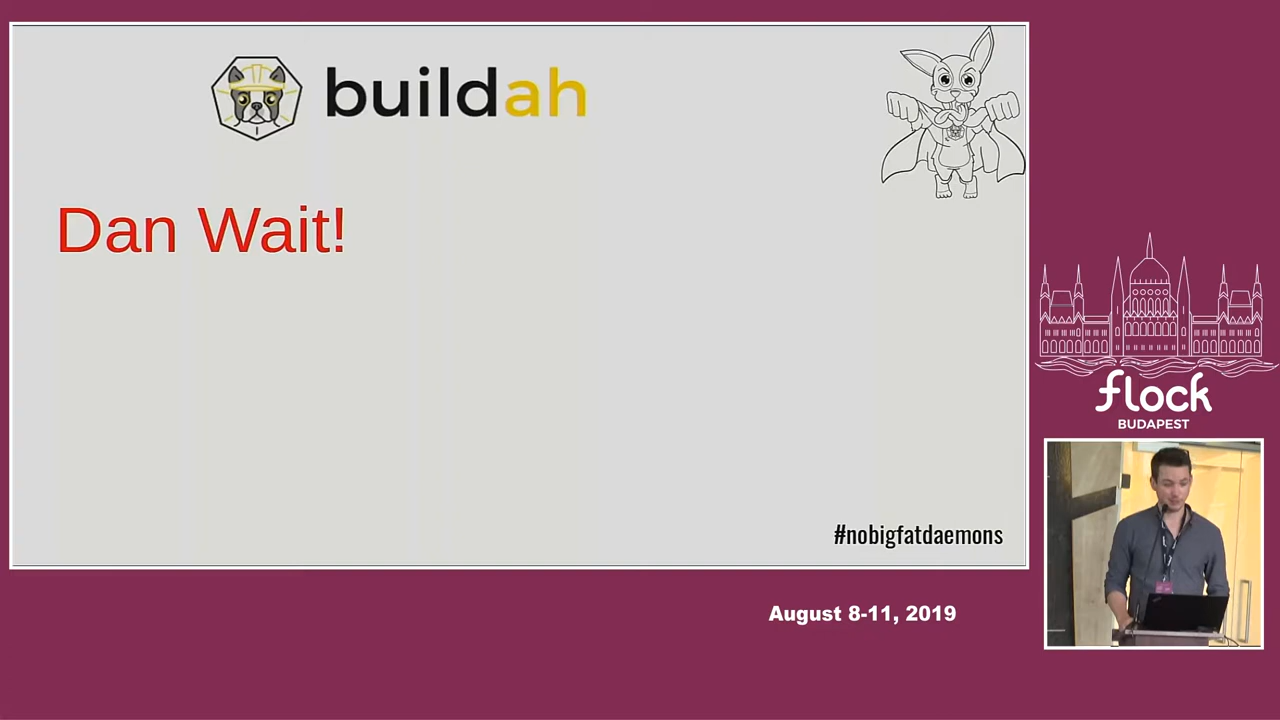 buildah
Dan Wait!
#nobigfatdaemons
flock
BUDAPEST
August 8-11, 2019